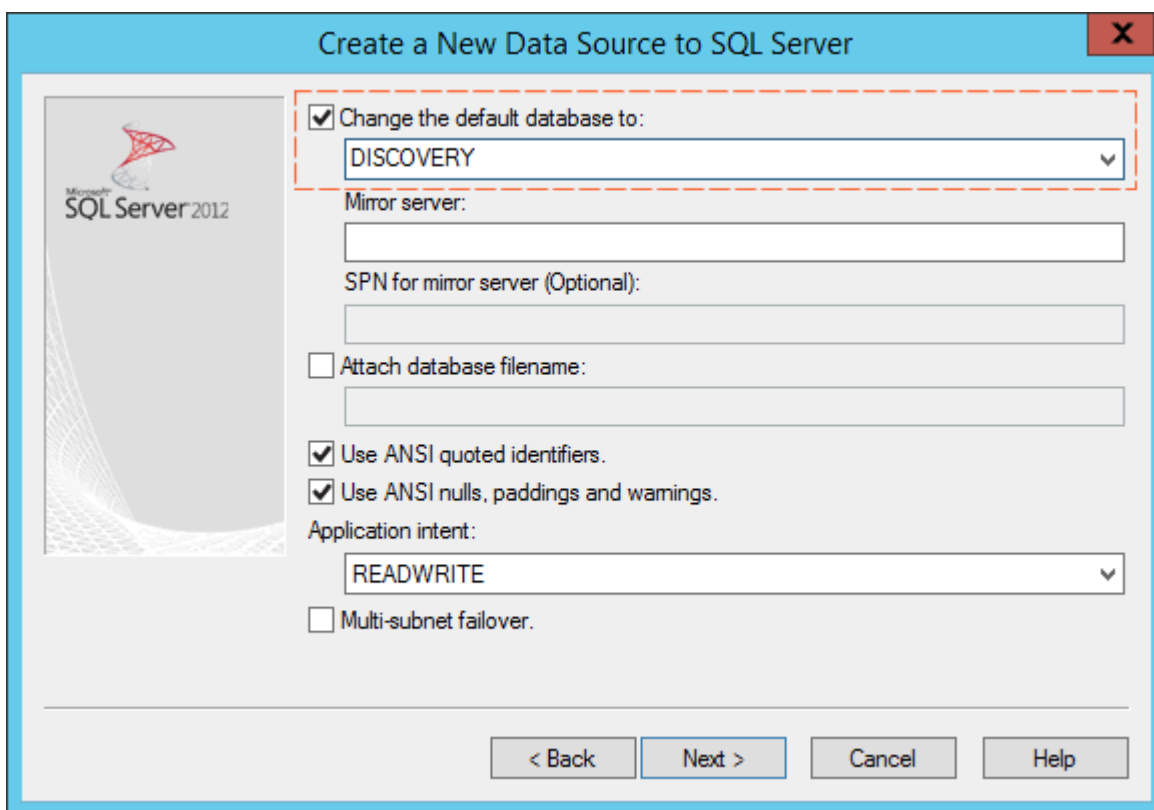 Create a New Data Source to SQL Server
X
Microsoft
SQL Server 2012
Change the default database to:
DISCOVERY
Mirror server:
SPN for mirror server (Optional):
Attach database filename:
Use ANSI quoted identifiers.
Use ANSI nulls, paddings and warnings.
Application intent:
READWRITE
Multi-subnet failover.
< Back Next > Cancel Help